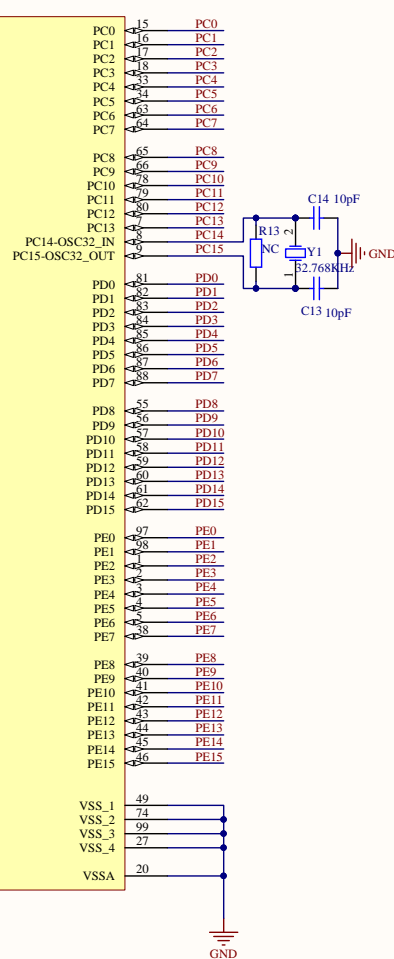 PC0 15 PC0
PC1 16 PC1
PC2 17 PC2
PC3 18 PC3
PC4 33 PC4
PC5 34 PC5
PC6 63 PC6
PC7 64 PC7
PC8 65 PC8
PC9 66 PC9
PC10 78 PC10
PC11 79 PC11
PC12 80 PC12
PC13 7 PC13
PC14-OSC32_IN 8 PC14
PC15-OSC32_OUT 9 PC15
C14 10pF
R13
NC
2
Y1
1
32.768KHz
C13 10pF
GND
PD0 81 PD0
PD1 82 PD1
PD2 83 PD2
PD3 84 PD3
PD4 85 PD4
PD5 86 PD5
PD6 87 PD6
PD7 88 PD7
PD8 55 PD8
PD9 56 PD9
PD10 57 PD10
PD11 58 PD11
PD12 59 PD12
PD13 60 PD13
PD14 61 PD14
PD15 62 PD15
PE0 97 PE0
PE1 98 PE1
PE2 1 PE2
PE3 2 PE3
PE4 3 PE4
PE5 4 PE5
PE6 5 PE6
PE7 38 PE7
PE8 39 PE8
PE9 40 PE9
PE10 41 PE10
PE11 42 PE11
PE12 43 PE12
PE13 44 PE13
PE14 45 PE14
PE15 46 PE15
VSS_1 49
VSS_2 74
VSS_3 99
VSS_4 27
VSSA 20
GND